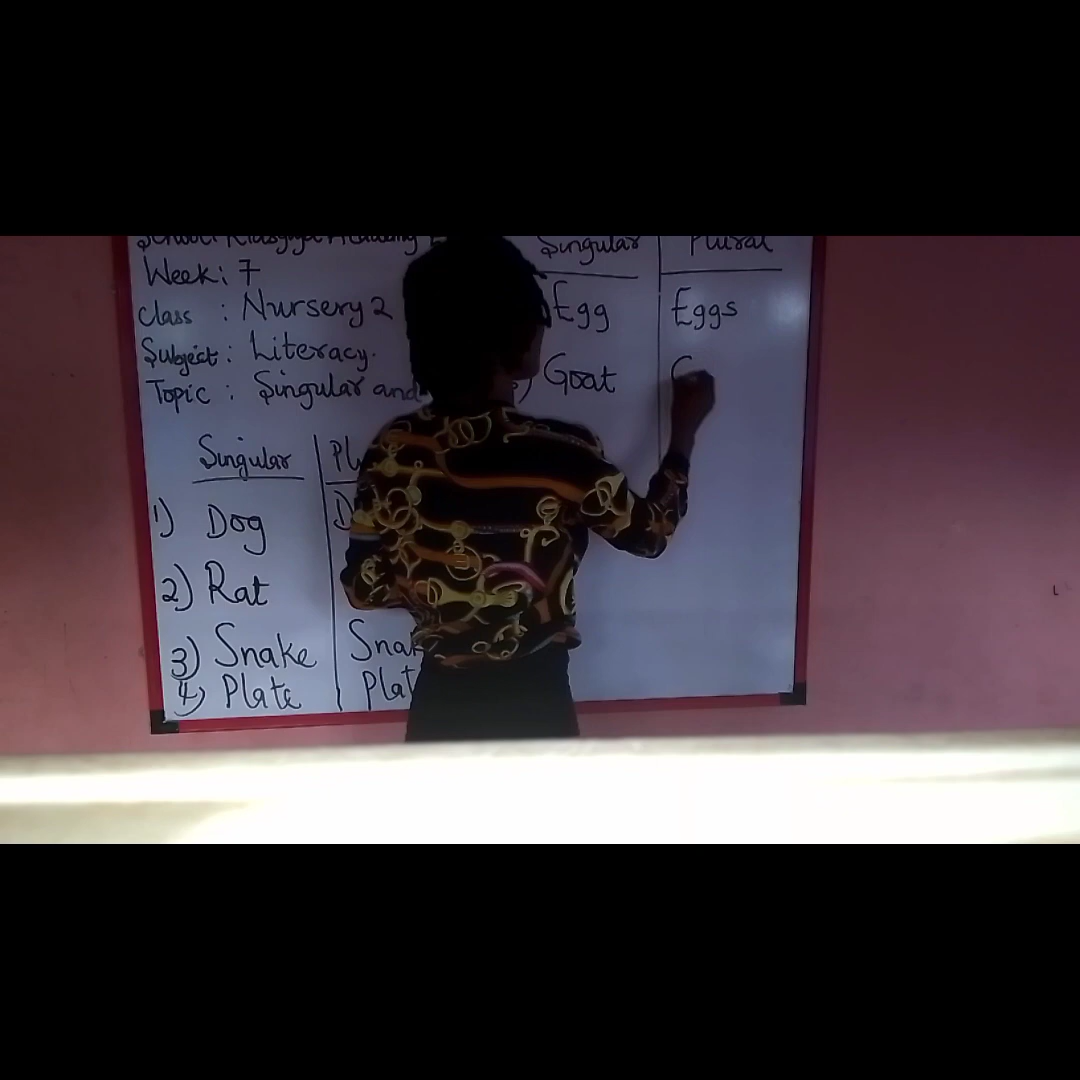 Week: 7
Class : Nursery 2
Subject : Literacy.
Topic : Singular and
Singular
1) Dog
2) Rat
3) Snake Snak
4) Plate Plat
Singular Plural
Egg Eggs
Goat G